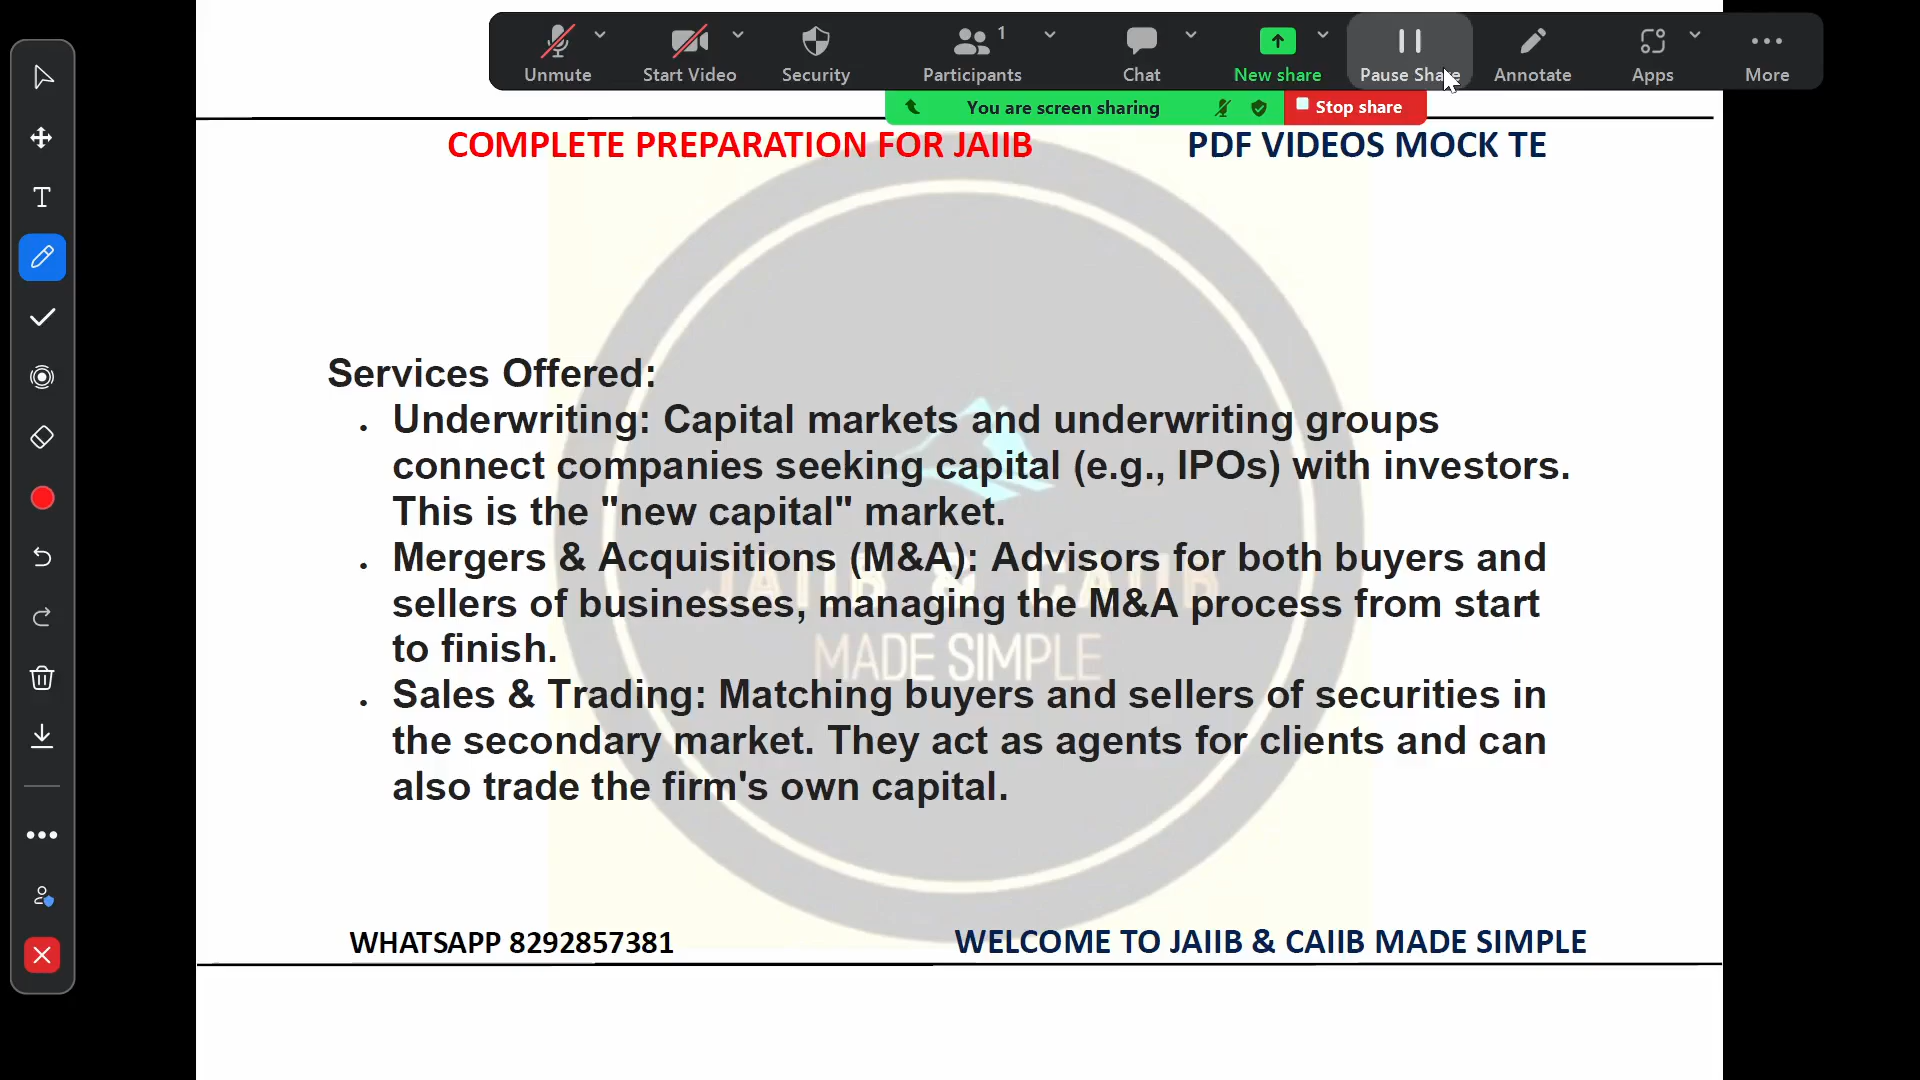 Unmute Start Video Security Participants 1 Chat New share Pause Share Annotate Apps More
You are screen sharing Stop share
COMPLETE PREPARATION FOR JAIIB PDF VIDEOS MOCK TE
Services Offered:
• Underwriting: Capital markets and underwriting groups
connect companies seeking capital (e.g., IPOs) with investors.
This is the "new capital" market.
• Mergers & Acquisitions (M&A): Advisors for both buyers and
sellers of businesses, managing the M&A process from start
to finish.
• Sales & Trading: Matching buyers and sellers of securities in
the secondary market. They act as agents for clients and can
also trade the firm's own capital.
JAIIB & CAIIB
MADE SIMPLE
WHATSAPP 8292857381 WELCOME TO JAIIB & CAIIB MADE SIMPLE